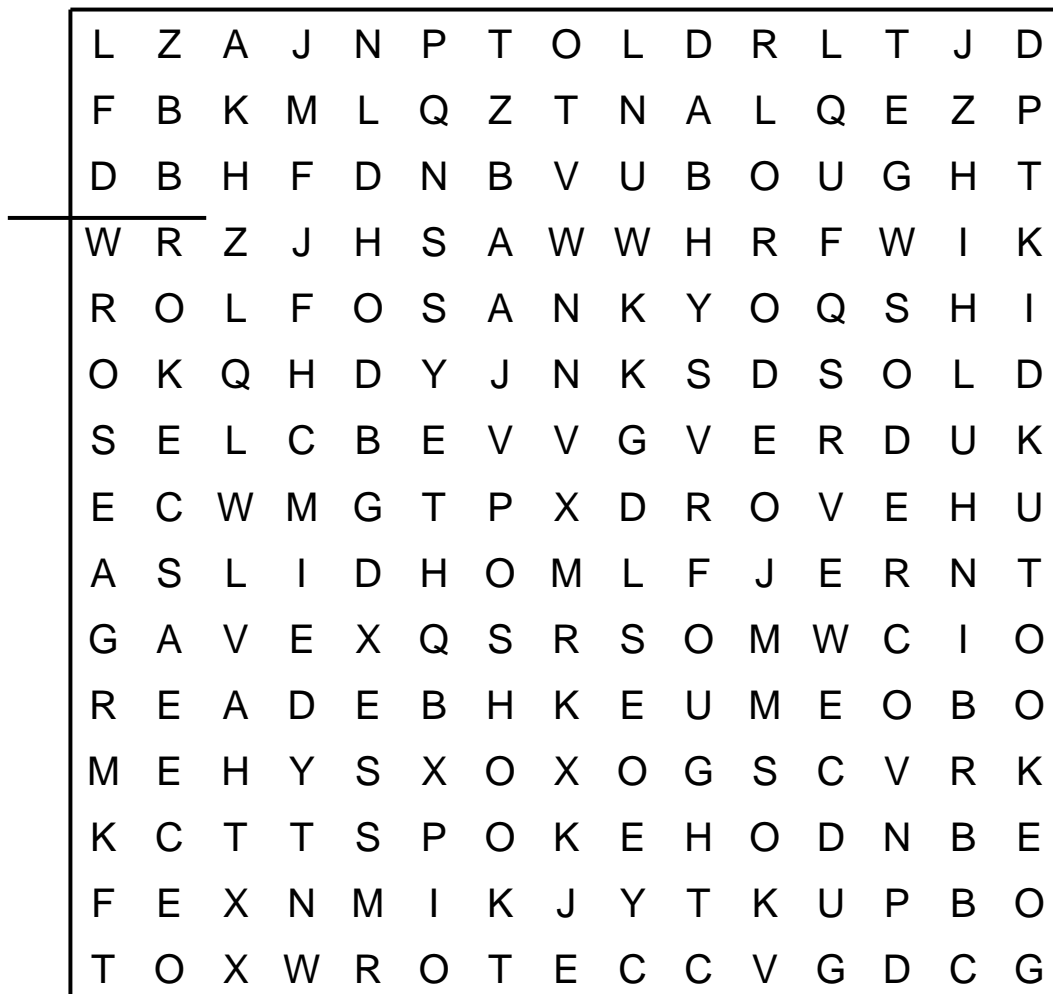 L Z A J N P T O L D R L T J D
F B K M L Q Z T N A L Q E Z P
D B H F D N B V U B O U G H T
W R Z J H S A W W H R F W I K
R O L F O S A N K Y O Q S H I
O K Q H D Y J N K S D S O L D
S E L C B E V V G V E R D U K
E C W M G T P X D R O V E H U
A S L I D H O M L F J E R N T
G A V E X Q S R S O M W C I O
R E A D E B H K E U M E O B O
M E H Y S X O X O G S C V R K
K C T T S P O K E H O D N B E
F E X N M I K J Y T K U P B O
T O X W R O T E C C V G D C G